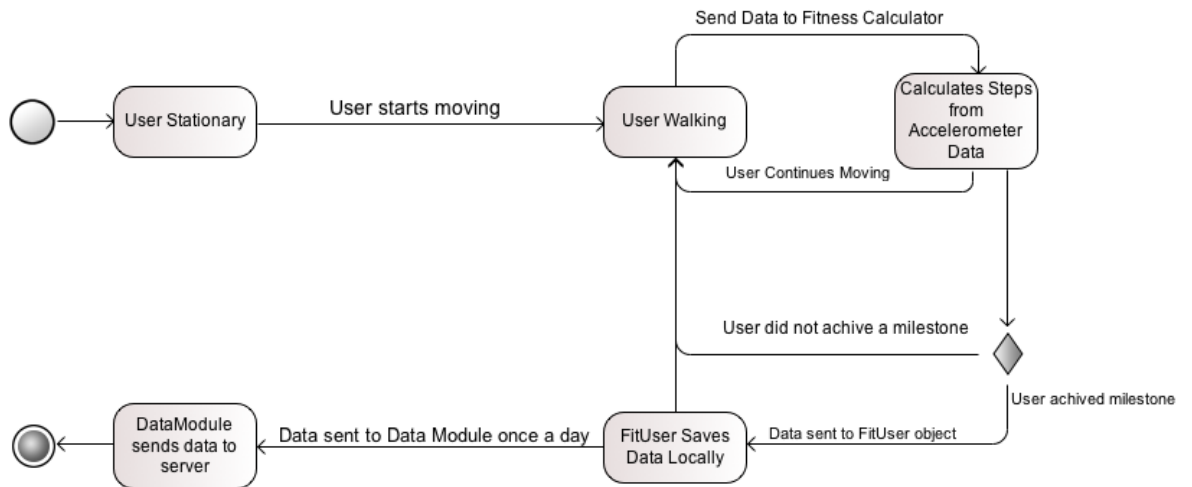 Send Data to Fitness Calculator
User Stationary
User starts moving
User Walking
Calculates Steps
from
Accelerometer
Data
User Continues Moving
User did not achive a milestone
User achived milestone
DataModule
sends data to
server
Data sent to Data Module once a day
FitUser Saves
Data Locally
Data sent to FitUser object